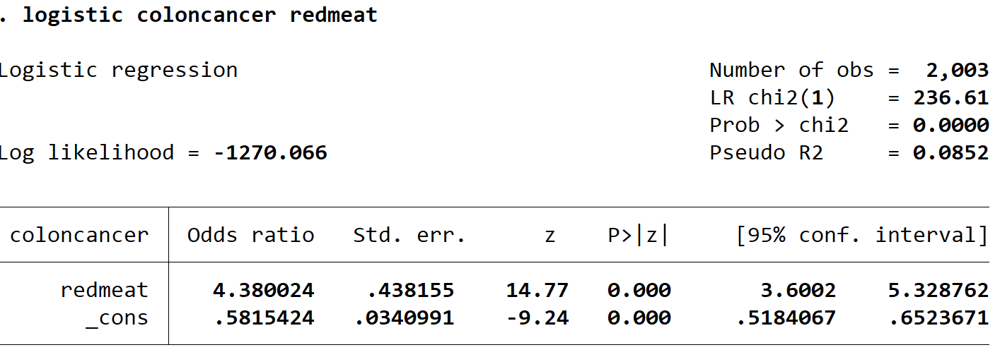 . logistic coloncancer redmeat
Logistic regression Number of obs = 2,003
LR chi2(1) = 236.61
Prob > chi2 = 0.0000
Log likelihood = -1270.066 Pseudo R2 = 0.0852
coloncancer Odds ratio Std. err. z P>|z| [95% conf. interval]
redmeat 4.380024 .438155 14.77 0.000 3.6002 5.328762
_cons .5815424 .0340991 -9.24 0.000 .5184067 .6523671